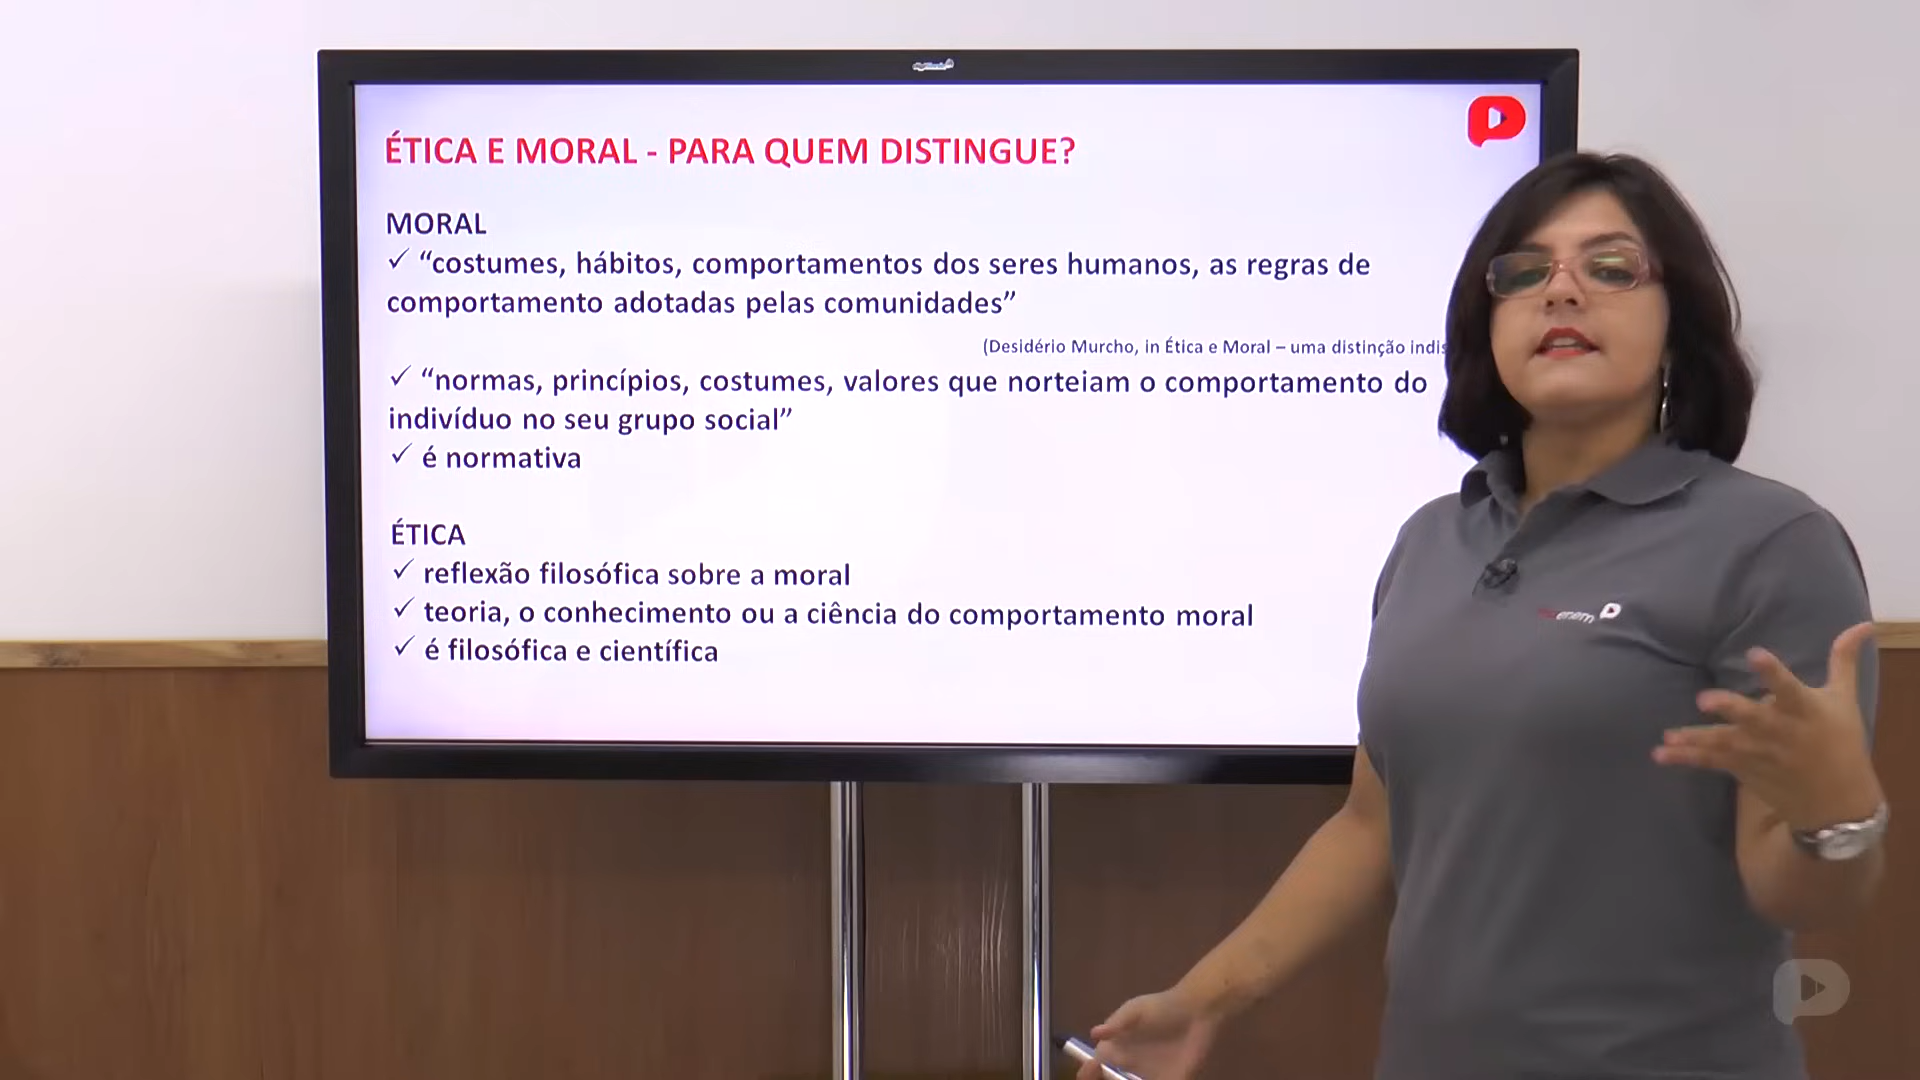 ÉTICA E MORAL - PARA QUEM DISTINGUE?
MORAL
✓ “costumes, hábitos, comportamentos dos seres humanos, as regras de
comportamento adotadas pelas comunidades”
(Desidério Murcho, in Ética e Moral – uma distinção
✓ “normas, princípios, costumes, valores que norteiam o comportamento do
indivíduo no seu grupo social”
✓ é normativa
ÉTICA
✓ reflexão filosófica sobre a moral
✓ teoria, o conhecimento ou a ciência do comportamento moral
✓ é filosófica e científica
enem